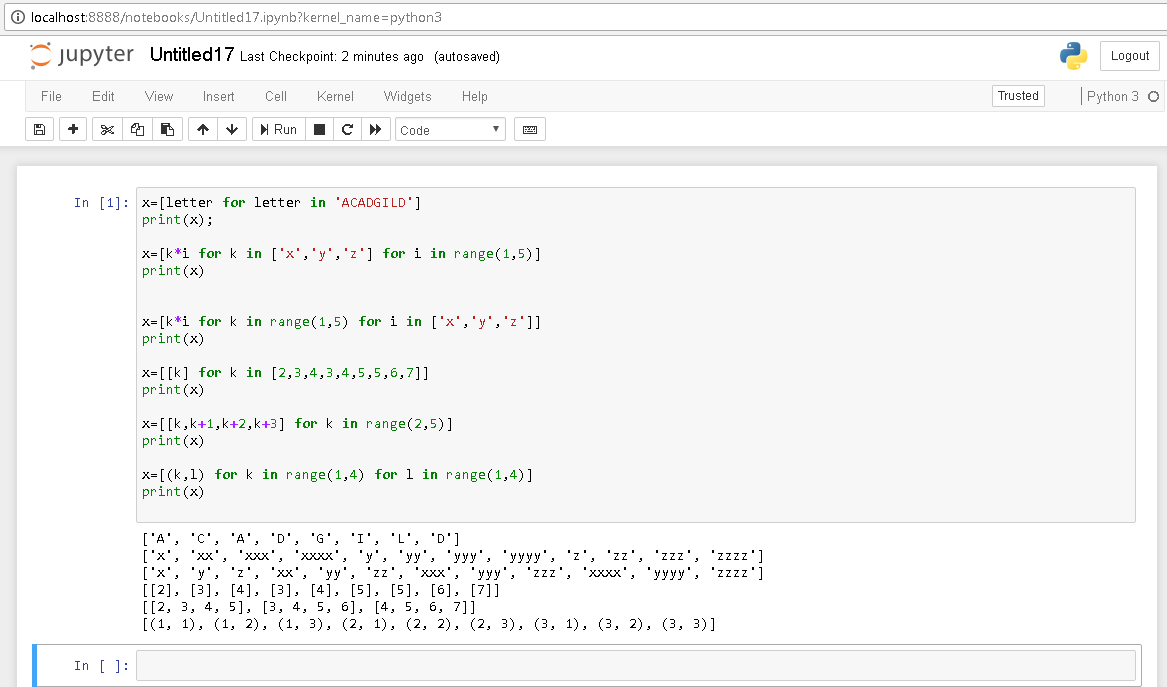 localhost:8888/notebooks/Untitled17.ipynb?kernel_name=python3
jupyter Untitled17 Last Checkpoint: 2 minutes ago (autosaved) Logout
File Edit View Insert Cell Kernel Widgets Help Trusted Python 3
Run Code
In [1]: x=[letter for letter in 'ACADGILD']
print(x);
x=[k*i for k in ['x','y','z'] for i in range(1,5)]
print(x)
x=[k*i for k in range(1,5) for i in ['x','y','z']]
print(x)
x=[[k] for k in [2,3,4,3,4,5,5,6,7]]
print(x)
x=[[k,k+1,k+2,k+3] for k in range(2,5)]
print(x)
x=[(k,l) for k in range(1,4) for l in range(1,4)]
print(x)
['A', 'C', 'A', 'D', 'G', 'I', 'L', 'D']
['x', 'xx', 'xxx', 'xxxx', 'y', 'yy', 'yyy', 'yyyy', 'z', 'zz', 'zzz', 'zzzz']
['x', 'y', 'z', 'xx', 'yy', 'zz', 'xxx', 'yyy', 'zzz', 'xxxx', 'yyyy', 'zzzz']
[[2], [3], [4], [3], [4], [5], [5], [6], [7]]
[[2, 3, 4, 5], [3, 4, 5, 6], [4, 5, 6, 7]]
[(1, 1), (1, 2), (1, 3), (2, 1), (2, 2), (2, 3), (3, 1), (3, 2), (3, 3)]
In [ ]: